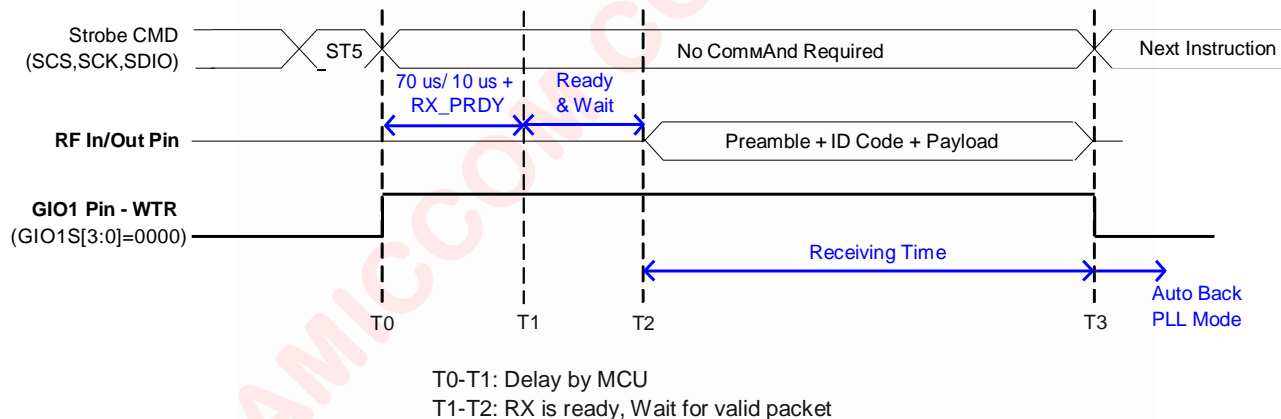 Strobe CMD
(SCS,SCK,SDIO)
_ST5
No CommAnd Required
Next Instruction
70 us/ 10 us +
RX_PRDY
Ready
& Wait
RF In/Out Pin
Preamble + ID Code + Payload
GIO1 Pin - WTR
(GIO1S[3:0]=0000)
Receiving Time
Auto Back
PLL Mode
T0
T1
T2
T3
T0-T1: Delay by MCU
T1-T2: RX is ready, Wait for valid packet